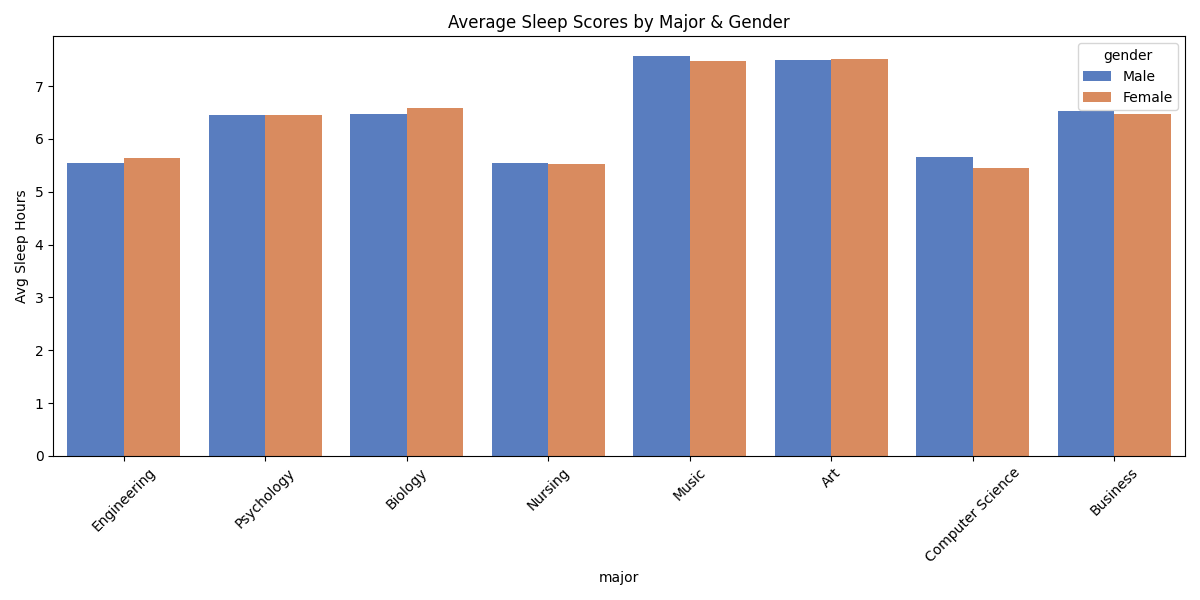 Average Sleep Scores by Major & Gender
gender
Male
Female
Avg Sleep Hours
7
6
5
4
3
2
1
0
Engineering
Psychology
Biology
Nursing
Music
Art
Computer Science
Business
major